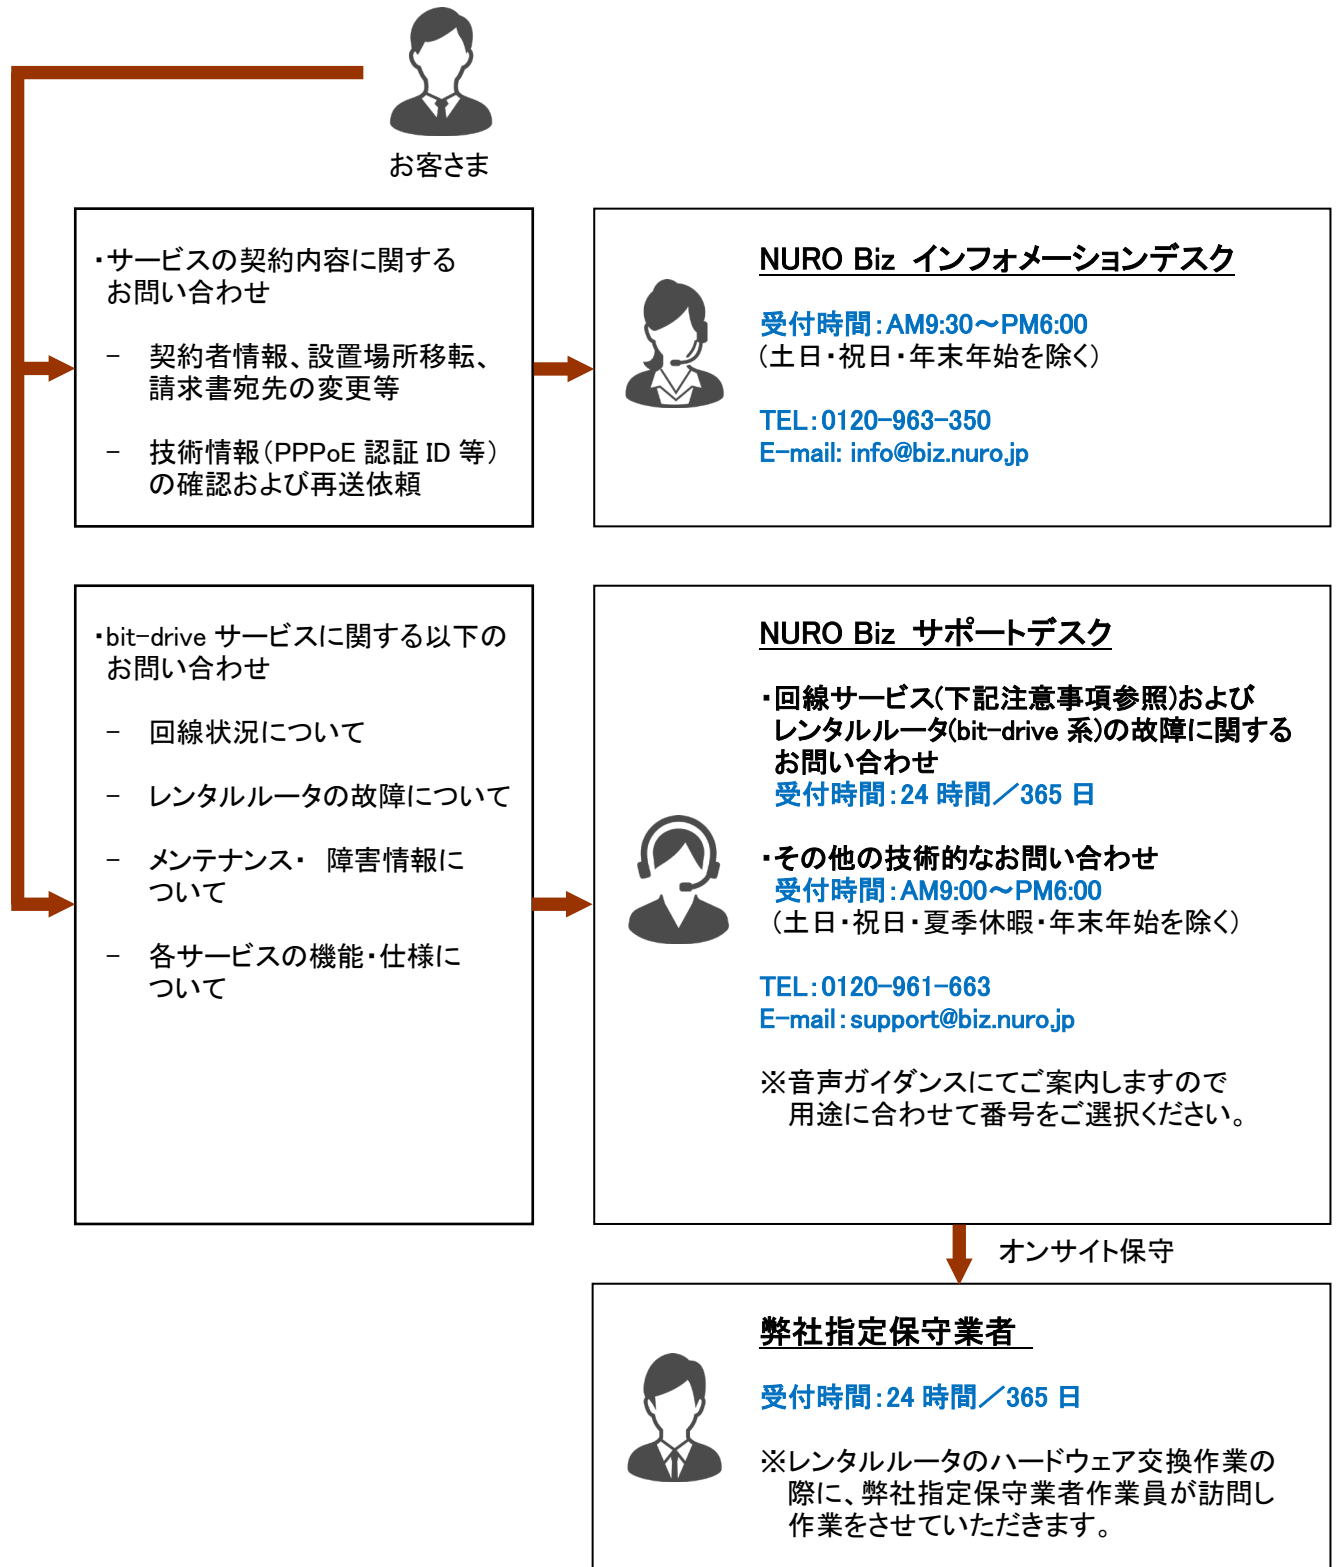 お客さま
・サービスの契約内容に関する
お問い合わせ
－ 契約者情報、設置場所移転、
請求書宛先の変更等
－ 技術情報（PPPoE 認証 ID 等）
の確認および再送依頼
NURO Biz インフォメーションデスク
受付時間：AM9:30～PM6:00
（土日・祝日・年末年始を除く）
TEL：0120-963-350
E-mail: info@biz.nuro.jp
・bit-drive サービスに関する以下の
お問い合わせ
－ 回線状況について
－ レンタルルータの故障について
－ メンテナンス・ 障害情報に
ついて
－ 各サービスの機能・仕様に
ついて
NURO Biz サポートデスク
・回線サービス(下記注意事項参照)および
レンタルルータ(bit-drive 系)の故障に関する
お問い合わせ
受付時間：24 時間／365 日
・その他の技術的なお問い合わせ
受付時間：AM9:00～PM6:00
（土日・祝日・夏季休暇・年末年始を除く）
TEL：0120-961-663
E-mail：support@biz.nuro.jp
※音声ガイダンスにてご案内しますので
用途に合わせて番号をご選択ください。
オンサイト保守
弊社指定保守業者
受付時間：24 時間／365 日
※レンタルルータのハードウェア交換作業の
際に、弊社指定保守業者作業員が訪問し
作業をさせていただきます。